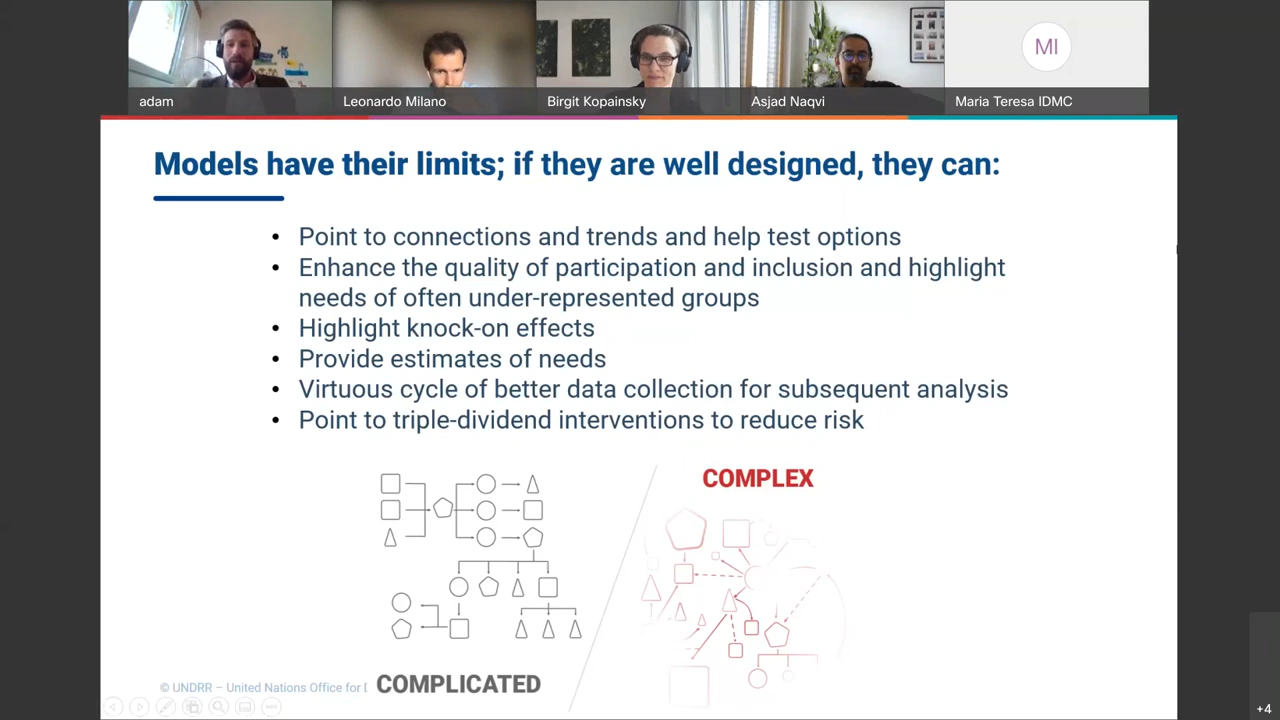 adam
Leonardo Milano
Birgit Kopainsky
Asjad Naqvi
MI
Maria Teresa IDMC
Models have their limits; if they are well designed, they can:
• Point to connections and trends and help test options
• Enhance the quality of participation and inclusion and highlight
needs of often under-represented groups
• Highlight knock-on effects
• Provide estimates of needs
• Virtuous cycle of better data collection for subsequent analysis
• Point to triple-dividend interventions to reduce risk
COMPLEX
COMPLICATED
© UNDRR – United Nations Office for
+4